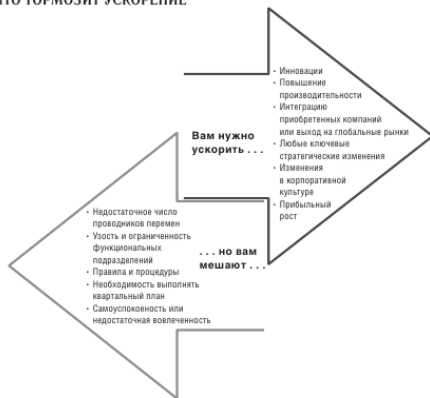 ЧТО ТОРМОЗИТ УСКОРЕНИЕ
Вам нужно
ускорить . . .
· Инновации
· Повышение
производительности
· Интеграцию
приобретенных компаний
или выход на глобальные рынки
· Любые ключевые
стратегические изменения
· Изменения
в корпоративной
культуре
· Прибыльный
рост
. . . но вам
мешают . . .
· Недостаточное число
проводников перемен
· Узость и ограниченность
функциональных
подразделений
· Правила и процедуры
· Необходимость выполнять
квартальный план
· Самоуспокоенность или
недостаточная вовлеченность